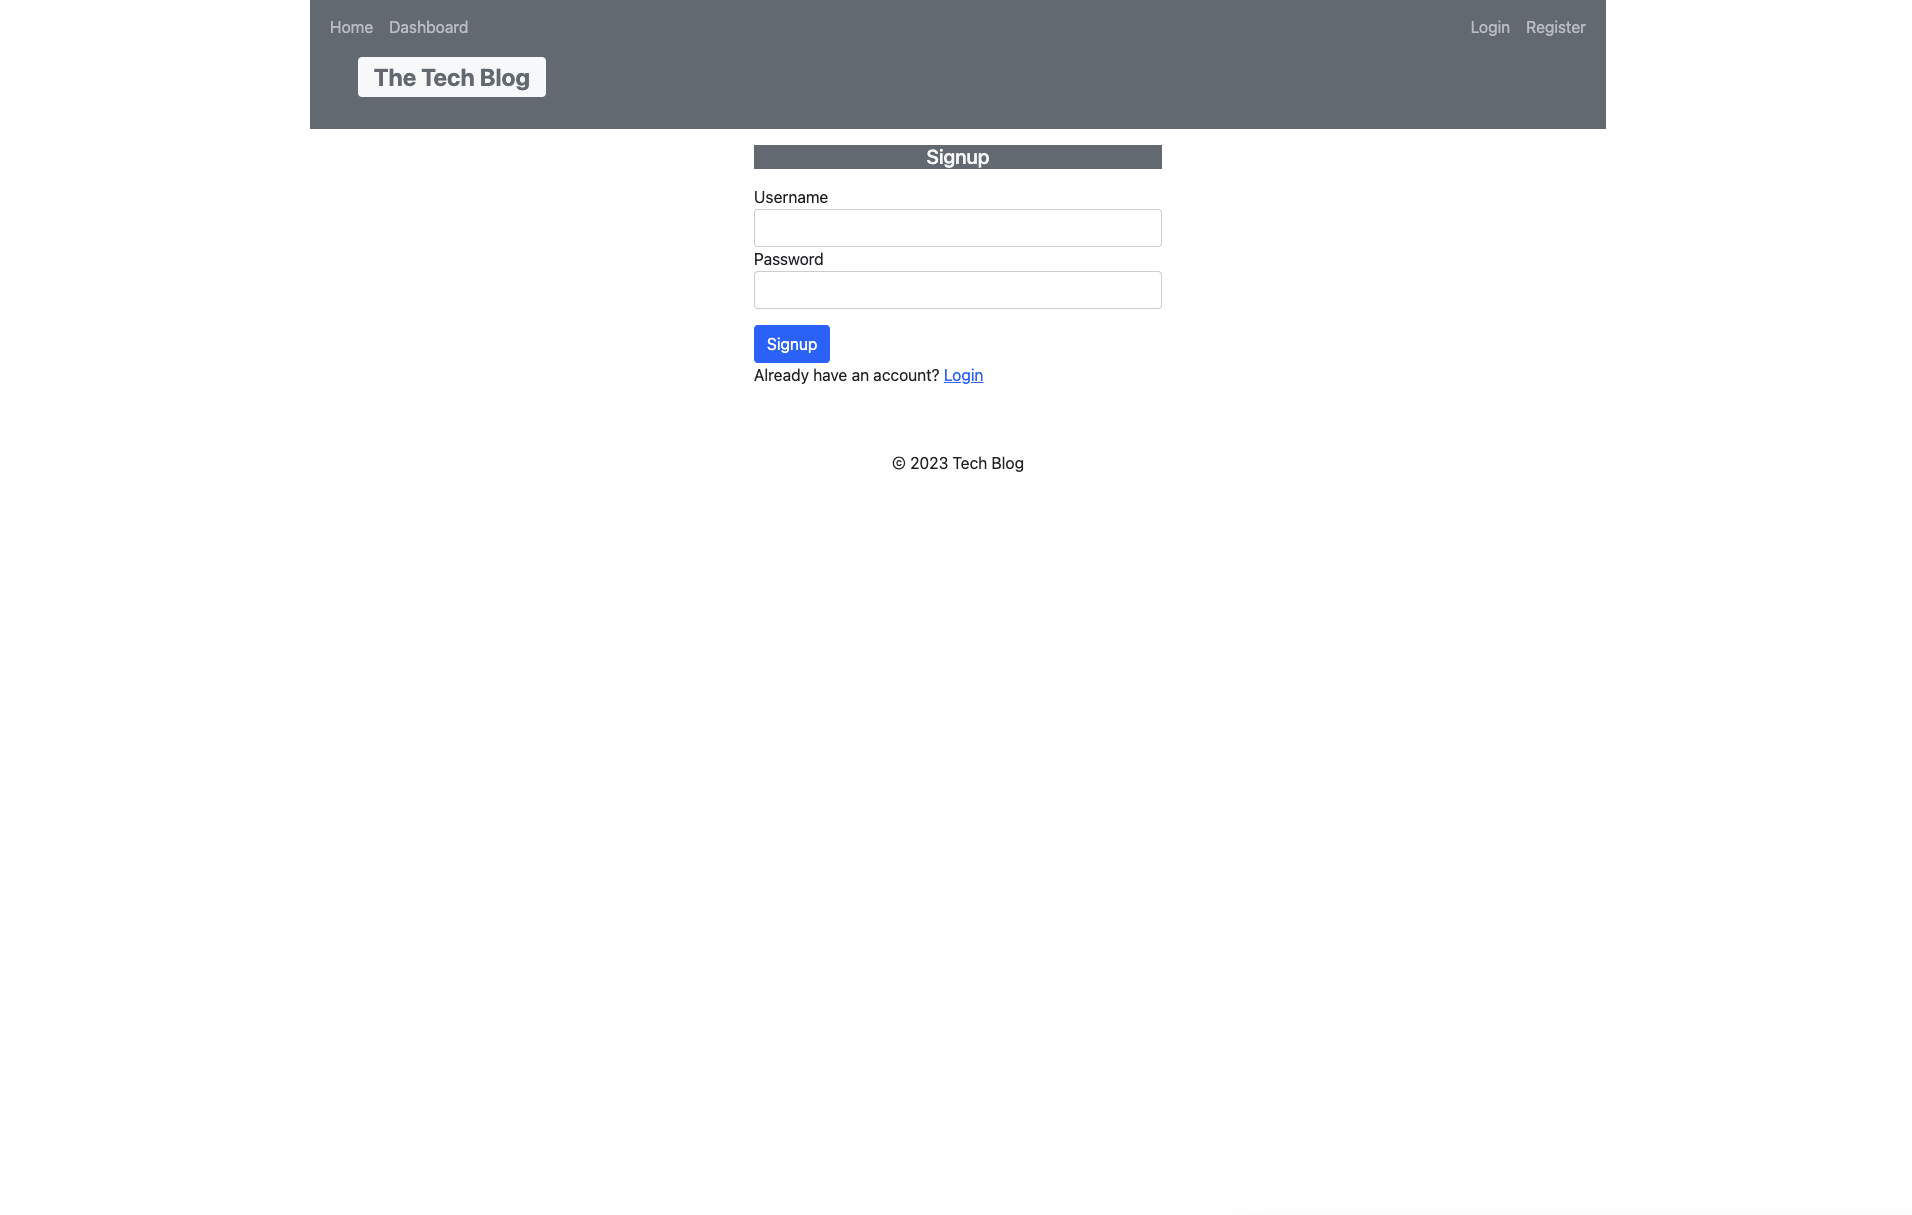 Home Dashboard Login Register
The Tech Blog
Signup
Username
Password
Signup
Already have an account? Login
© 2023 Tech Blog